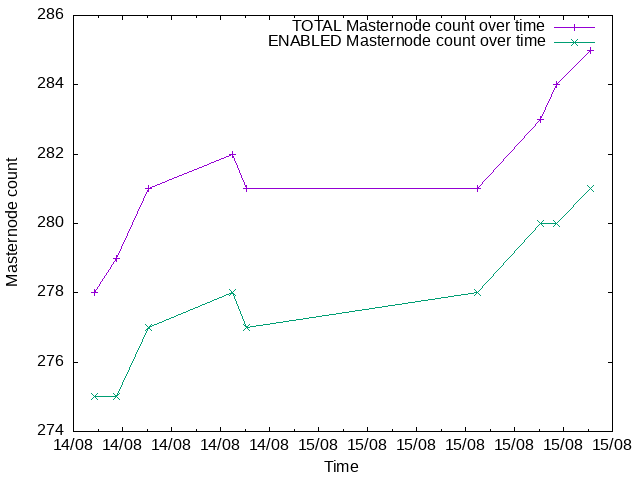 286
284
282
280
278
276
274
Masternode count
TOTAL Masternode count over time
ENABLED Masternode count over time
14/08 14/08 14/08 14/08 14/08 15/08 15/08 15/08 15/08 15/08 15/08 15/08
Time